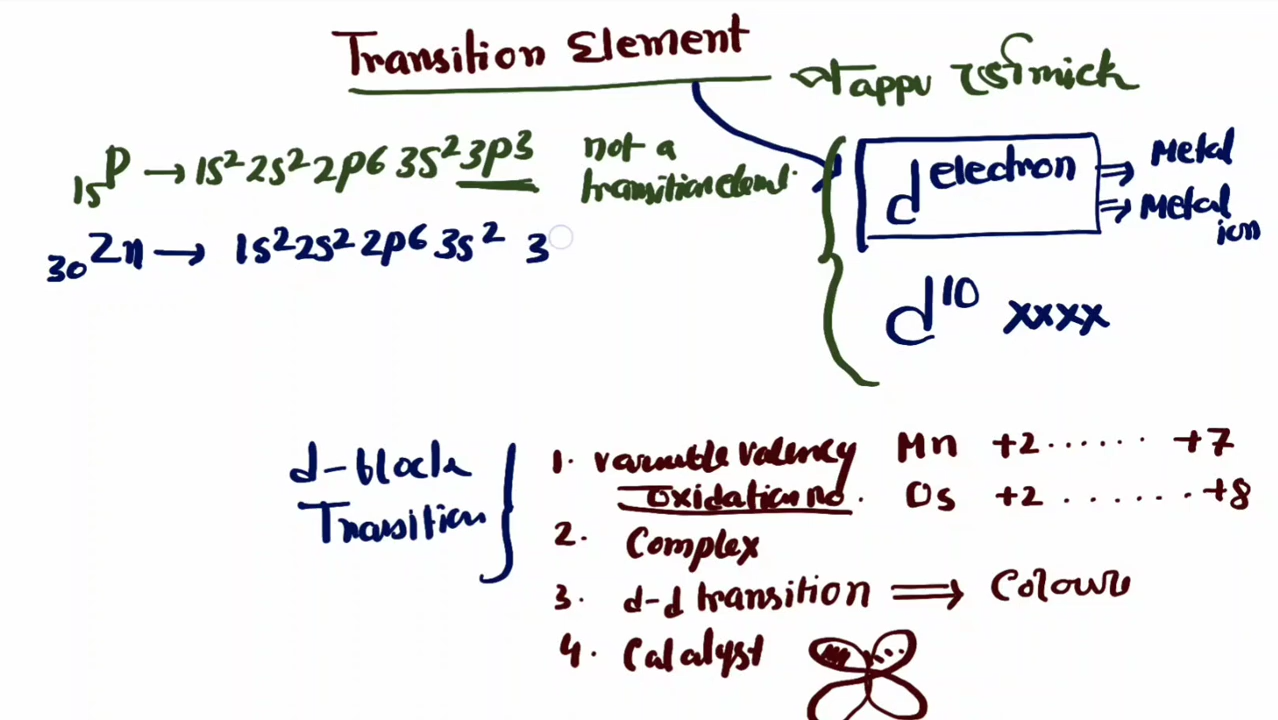 Transition Element
Tappu mick
15P → 1s² 2s² 2p6 3s² 3p3 not a
transition elemt.
d electron ⇒ Metal
⇒ Metal
ion
30Zn → 1s² 2s² 2p6 3s² 3
d10 xxxx
d-block
Transition
1. variable valency Mn +2 ...... +7
oxidation no. Os +2 ....... +8
2. Complex
3. d-d transition ⇒ Colour
4. Catalyst